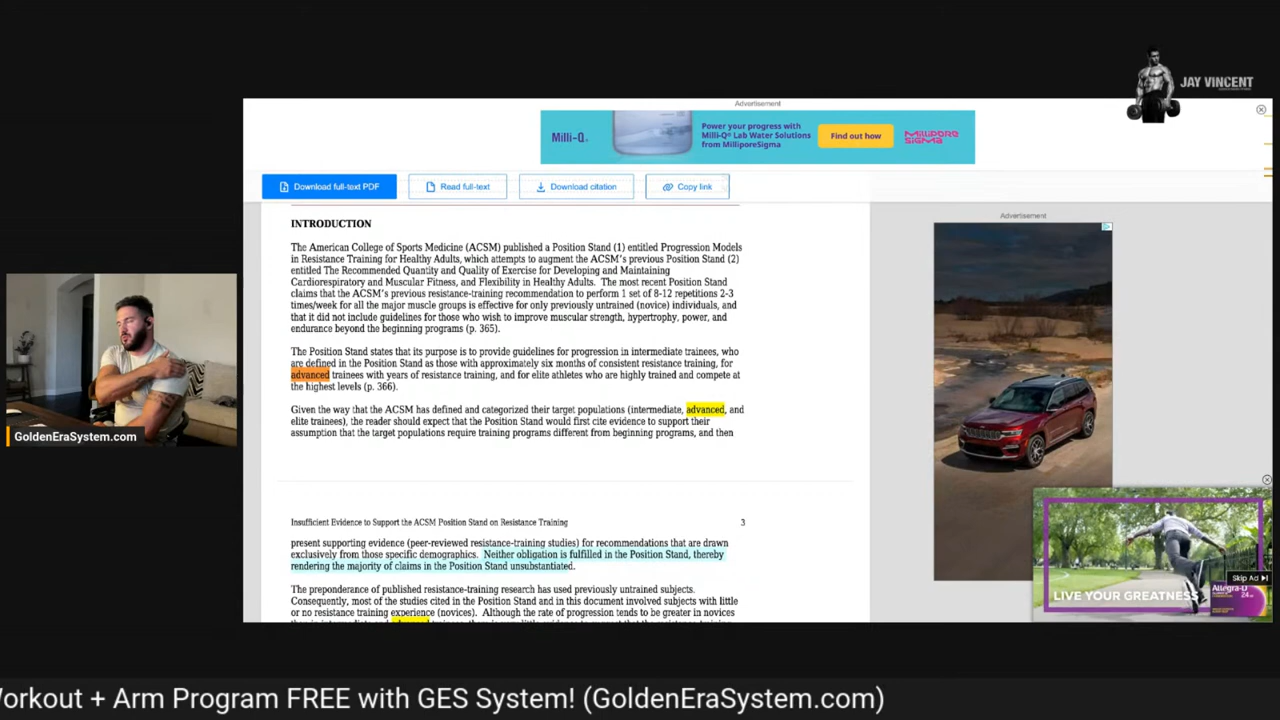 JAY VINCENT
Advertisement
Milli-Q®
Power your progress with
Milli-Q® Lab Water Solutions
from MilliporeSigma
Find out how
MILLIPORE
SIGMA
Download full-text PDF
Read full-text
Download citation
Copy link
INTRODUCTION
The American College of Sports Medicine (ACSM) published a Position Stand (1) entitled Progression Models
in Resistance Training for Healthy Adults, which attempts to augment the ACSM's previous Position Stand (2)
entitled The Recommended Quantity and Quality of Exercise for Developing and Maintaining
Cardiorespiratory and Muscular Fitness, and Flexibility in Healthy Adults. The most recent Position Stand
claims that the ACSM's previous resistance-training recommendation to perform 1 set of 8-12 repetitions 2-3
times/week for all the major muscle groups is effective for only previously untrained (novice) individuals, and
that it did not include guidelines for those who wish to improve muscular strength, hypertrophy, power, and
endurance beyond the beginning programs (p. 365).
The Position Stand states that its purpose is to provide guidelines for progression in intermediate trainees, who
are defined in the Position Stand as those with approximately six months of consistent resistance training, for
advanced trainees with years of resistance training, and for elite athletes who are highly trained and compete at
the highest levels (p. 366).
Given the way that the ACSM has defined and categorized their target populations (intermediate, advanced, and
elite trainees), the reader should expect that the Position Stand would first cite evidence to support their
assumption that the target populations require training programs different from beginning programs, and then
Insufficient Evidence to Support the ACSM Position Stand on Resistance Training 3
present supporting evidence (peer-reviewed resistance-training studies) for recommendations that are drawn
exclusively from those specific demographics. Neither obligation is fulfilled in the Position Stand, thereby
rendering the majority of claims in the Position Stand unsubstantiated.
The preponderance of published resistance-training research has used previously untrained subjects.
Consequently, most of the studies cited in the Position Stand and in this document involved subjects with little
or no resistance training experience (novices). Although the rate of progression tends to be greater in novices
Advertisement
LIVE YOUR GREATNESS
Skip Ad
Allegra-D
24
GoldenEraSystem.com
Workout + Arm Program FREE with GES System! (GoldenEraSystem.com)